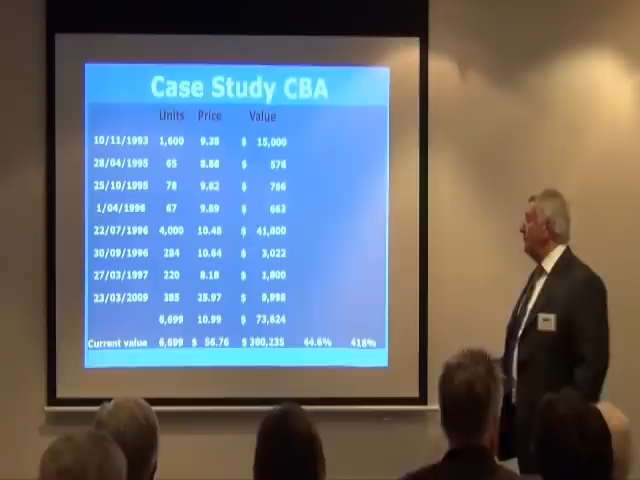 Case Study CBA
Units Price Value
10/11/1993 1,600 9.38 $ 15,000
28/04/1995 65 8.86 $ 576
25/10/1995 78 9.82 $ 766
1/04/1996 67 9.89 $ 663
22/07/1996 4,000 10.45 $ 41,800
30/09/1996 284 10.64 $ 3,022
27/03/1997 220 8.18 $ 1,800
23/03/2009 385 25.97 $ 9,998
6,699 10.99 $ 73,624
Current value 6,699 $ 56.76 $ 380,235 44.6% 416%